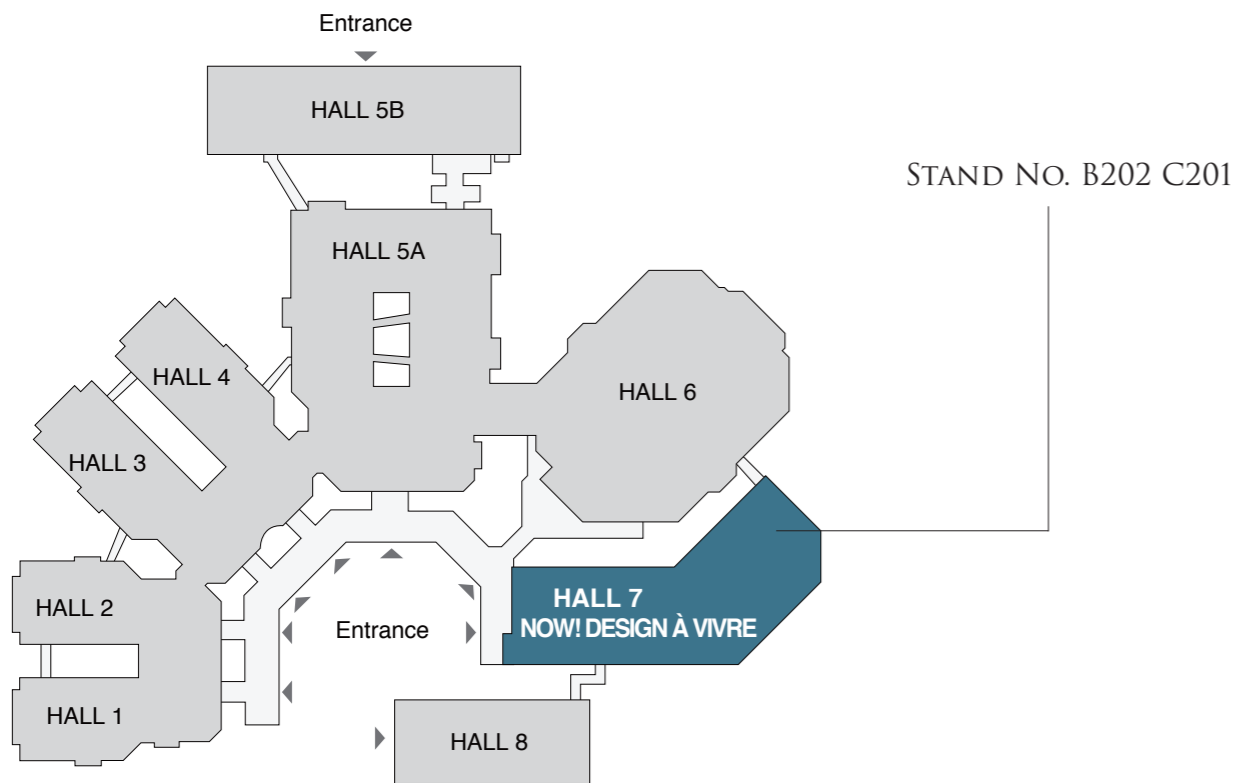 Entrance
HALL 5B
STAND NO. B202 C201
HALL 5A
HALL 4
HALL 6
HALL 3
HALL 2
HALL 7
NOW! DESIGN À VIVRE
Entrance
HALL 1
HALL 8